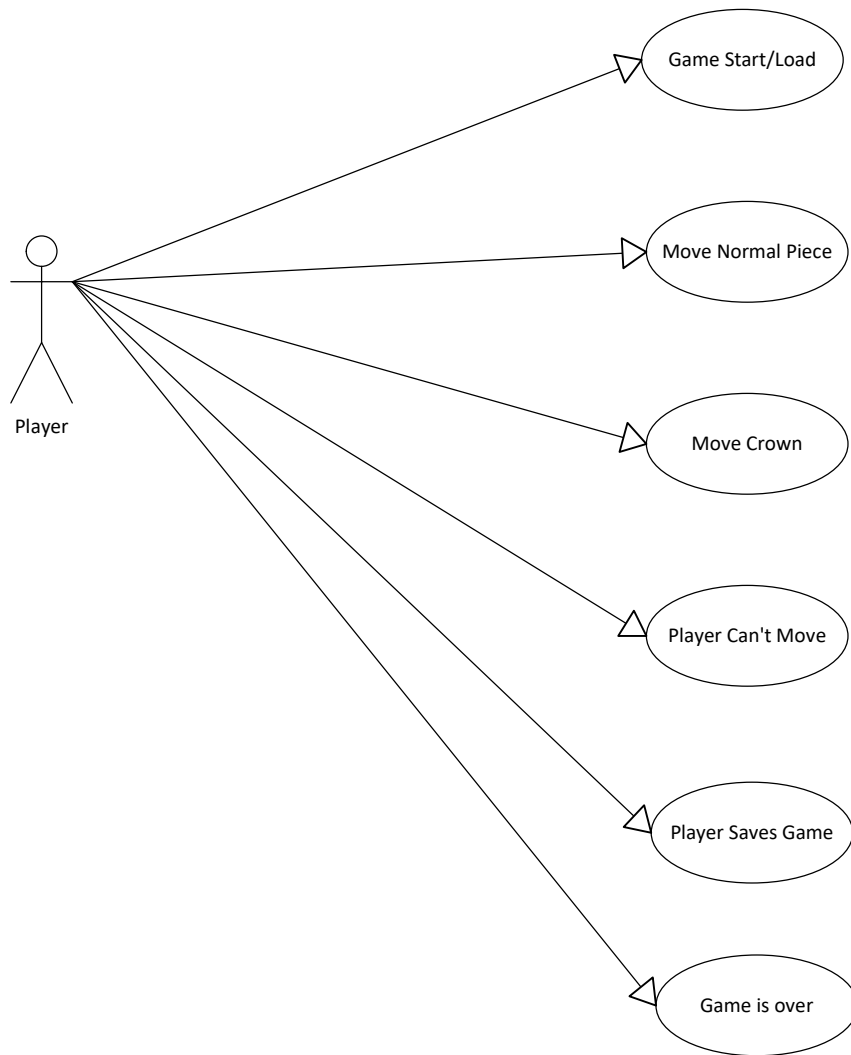 Game Start/Load
Move Normal Piece
Player
Move Crown
Player Can't Move
Player Saves Game
Game is over